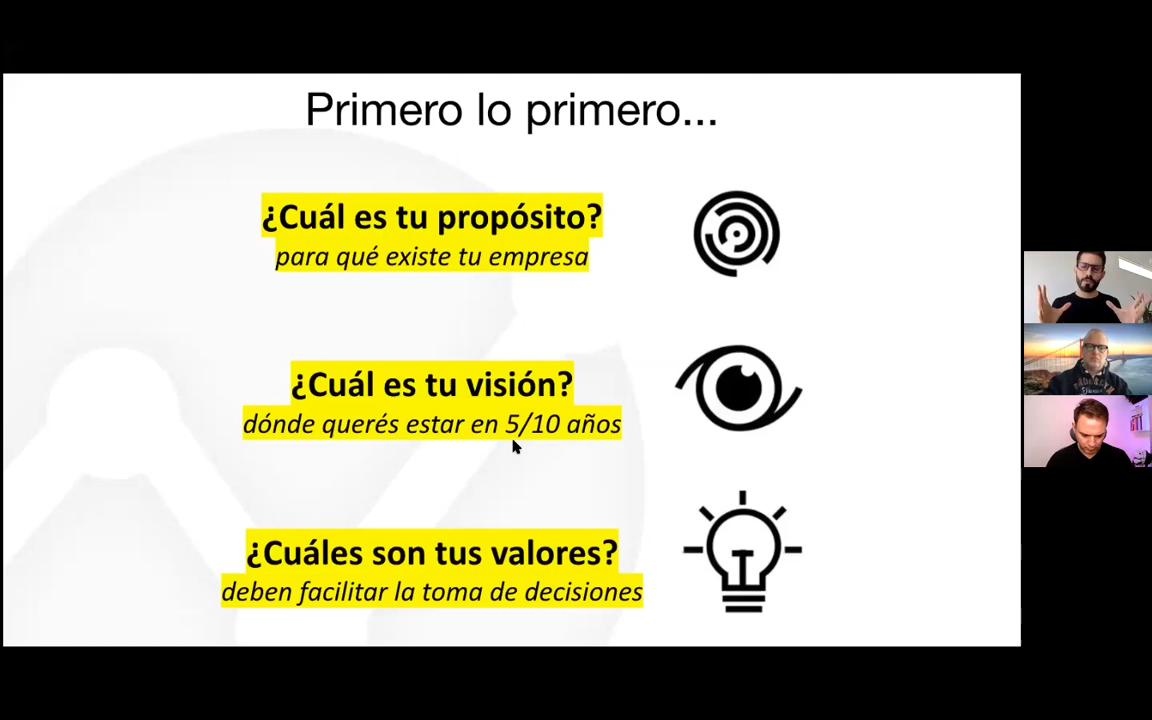 Primero lo primero...
¿Cuál es tu propósito?
para qué existe tu empresa
¿Cuál es tu visión?
dónde querés estar en 5/10 años
¿Cuáles son tus valores?
deben facilitar la toma de decisiones